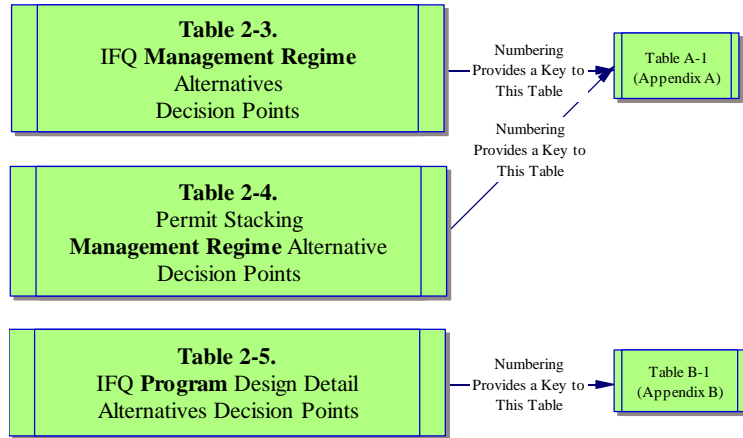 Table 2-3.
IFQ Management Regime
Alternatives
Decision Points
Numbering
Provides a Key to
This Table
Table A-1
(Appendix A)
Numbering
Provides a Key to
This Table
Table 2-4.
Permit Stacking
Management Regime Alternative
Decision Points
Table 2-5.
IFQ Program Design Detail
Alternatives Decision Points
Numbering
Provides a Key to
This Table
Table B-1
(Appendix B)